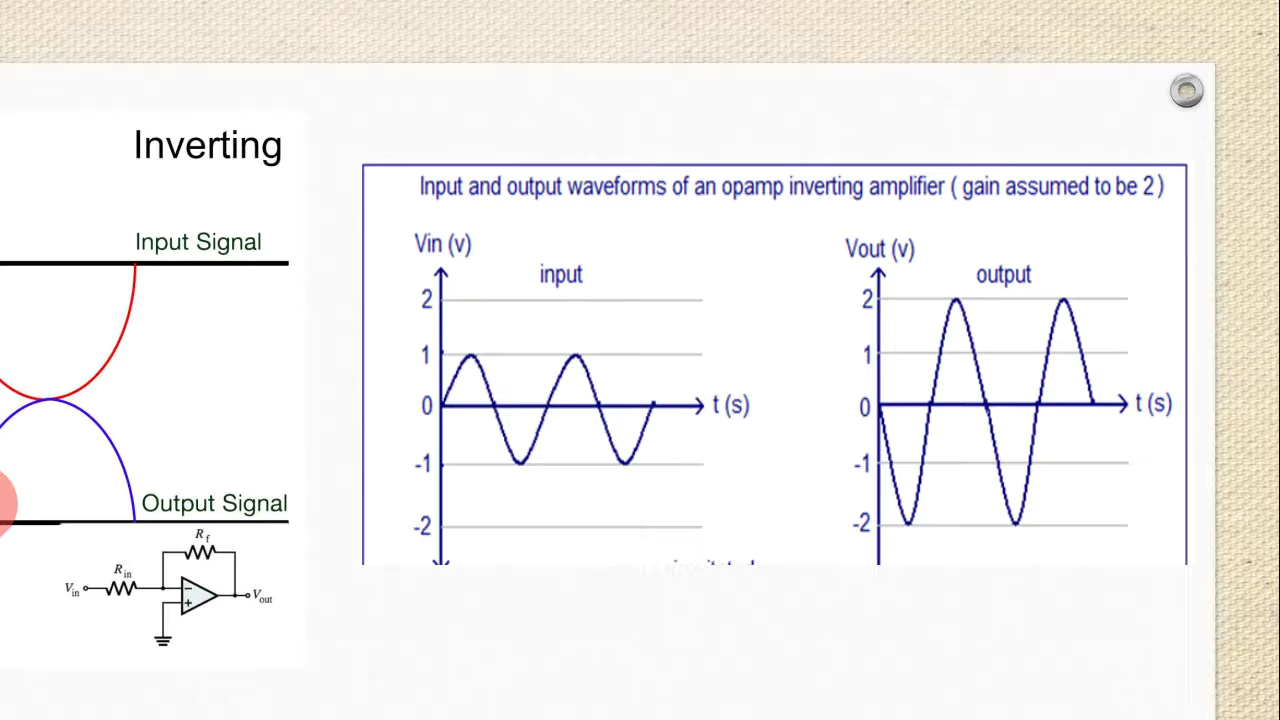 Inverting
Input Signal
Output Signal
Rf
Rin
Vin
−
+
Vout
Input and output waveforms of an opamp inverting amplifier ( gain assumed to be 2 )
Vin (v)
input
2
1
0
-1
-2
t (s)
Vout (v)
output
2
1
0
-1
-2
t (s)